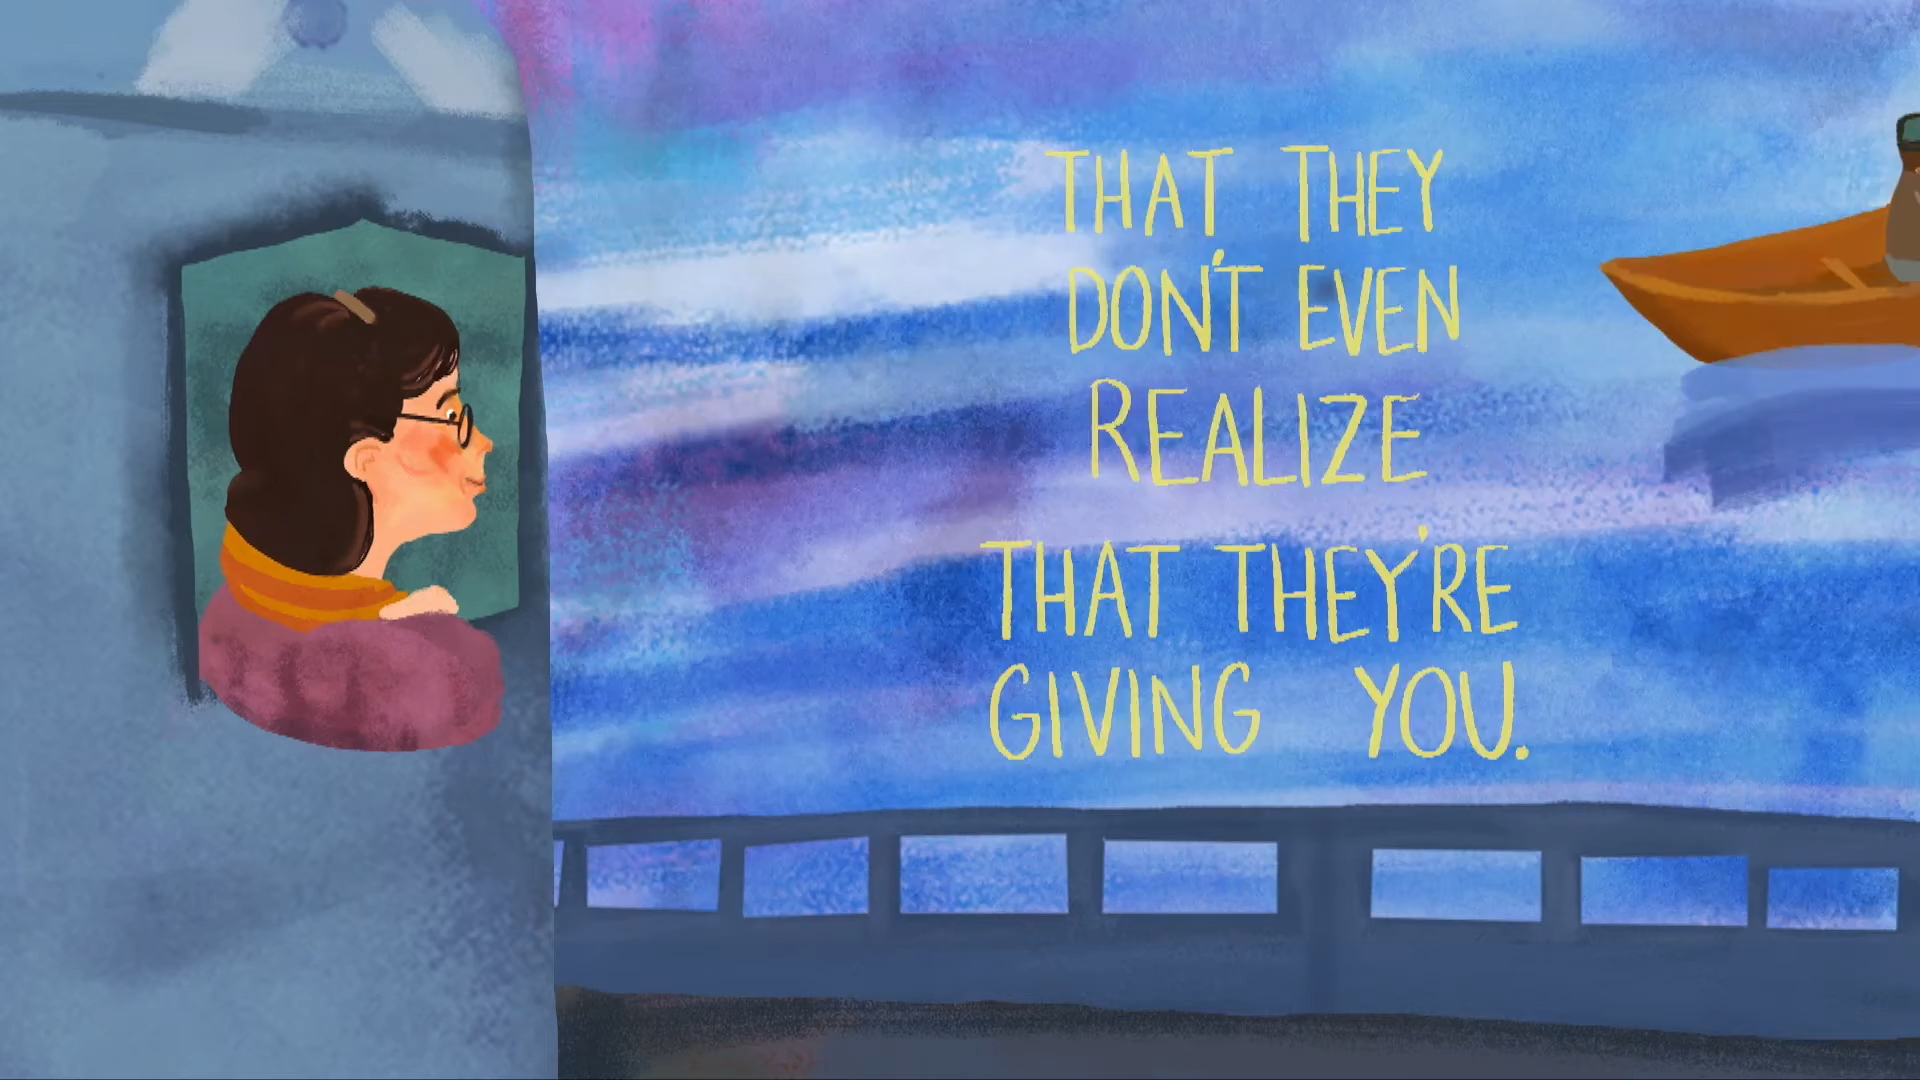 THAT THEY
DON'T EVEN
REALIZE
THAT THEY'RE
GIVING YOU.